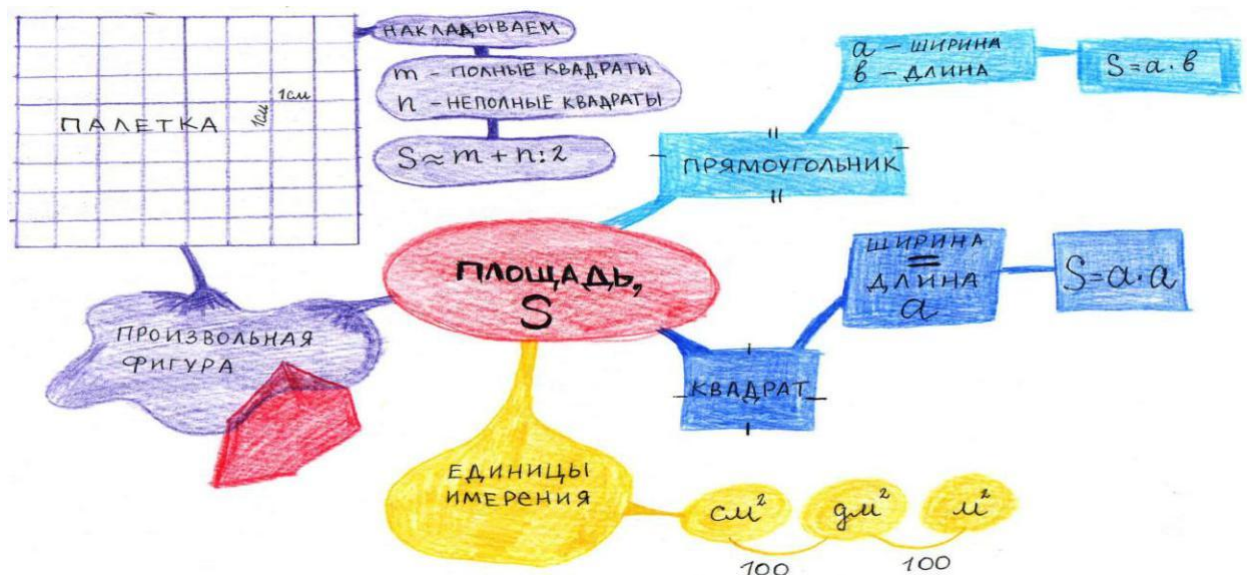 ПЛОЩАДЬ,
S
ПРЯМОУГОЛЬНИК
а – ШИРИНА
в – ДЛИНА
S = а · в
КВАДРАТ
ШИРИНА
=
ДЛИНА
а
S = а · а
ЕДИНИЦЫ
ИМЕРЕНИЯ
см²
дм²
м²
100
100
ПРОИЗВОЛЬНАЯ
ФИГУРА
ПАЛЕТКА
1см
1см
НАКЛАДЫВАЕМ
m – ПОЛНЫЕ КВАДРАТЫ
n – НЕПОЛНЫЕ КВАДРАТЫ
S ≈ m + n : 2